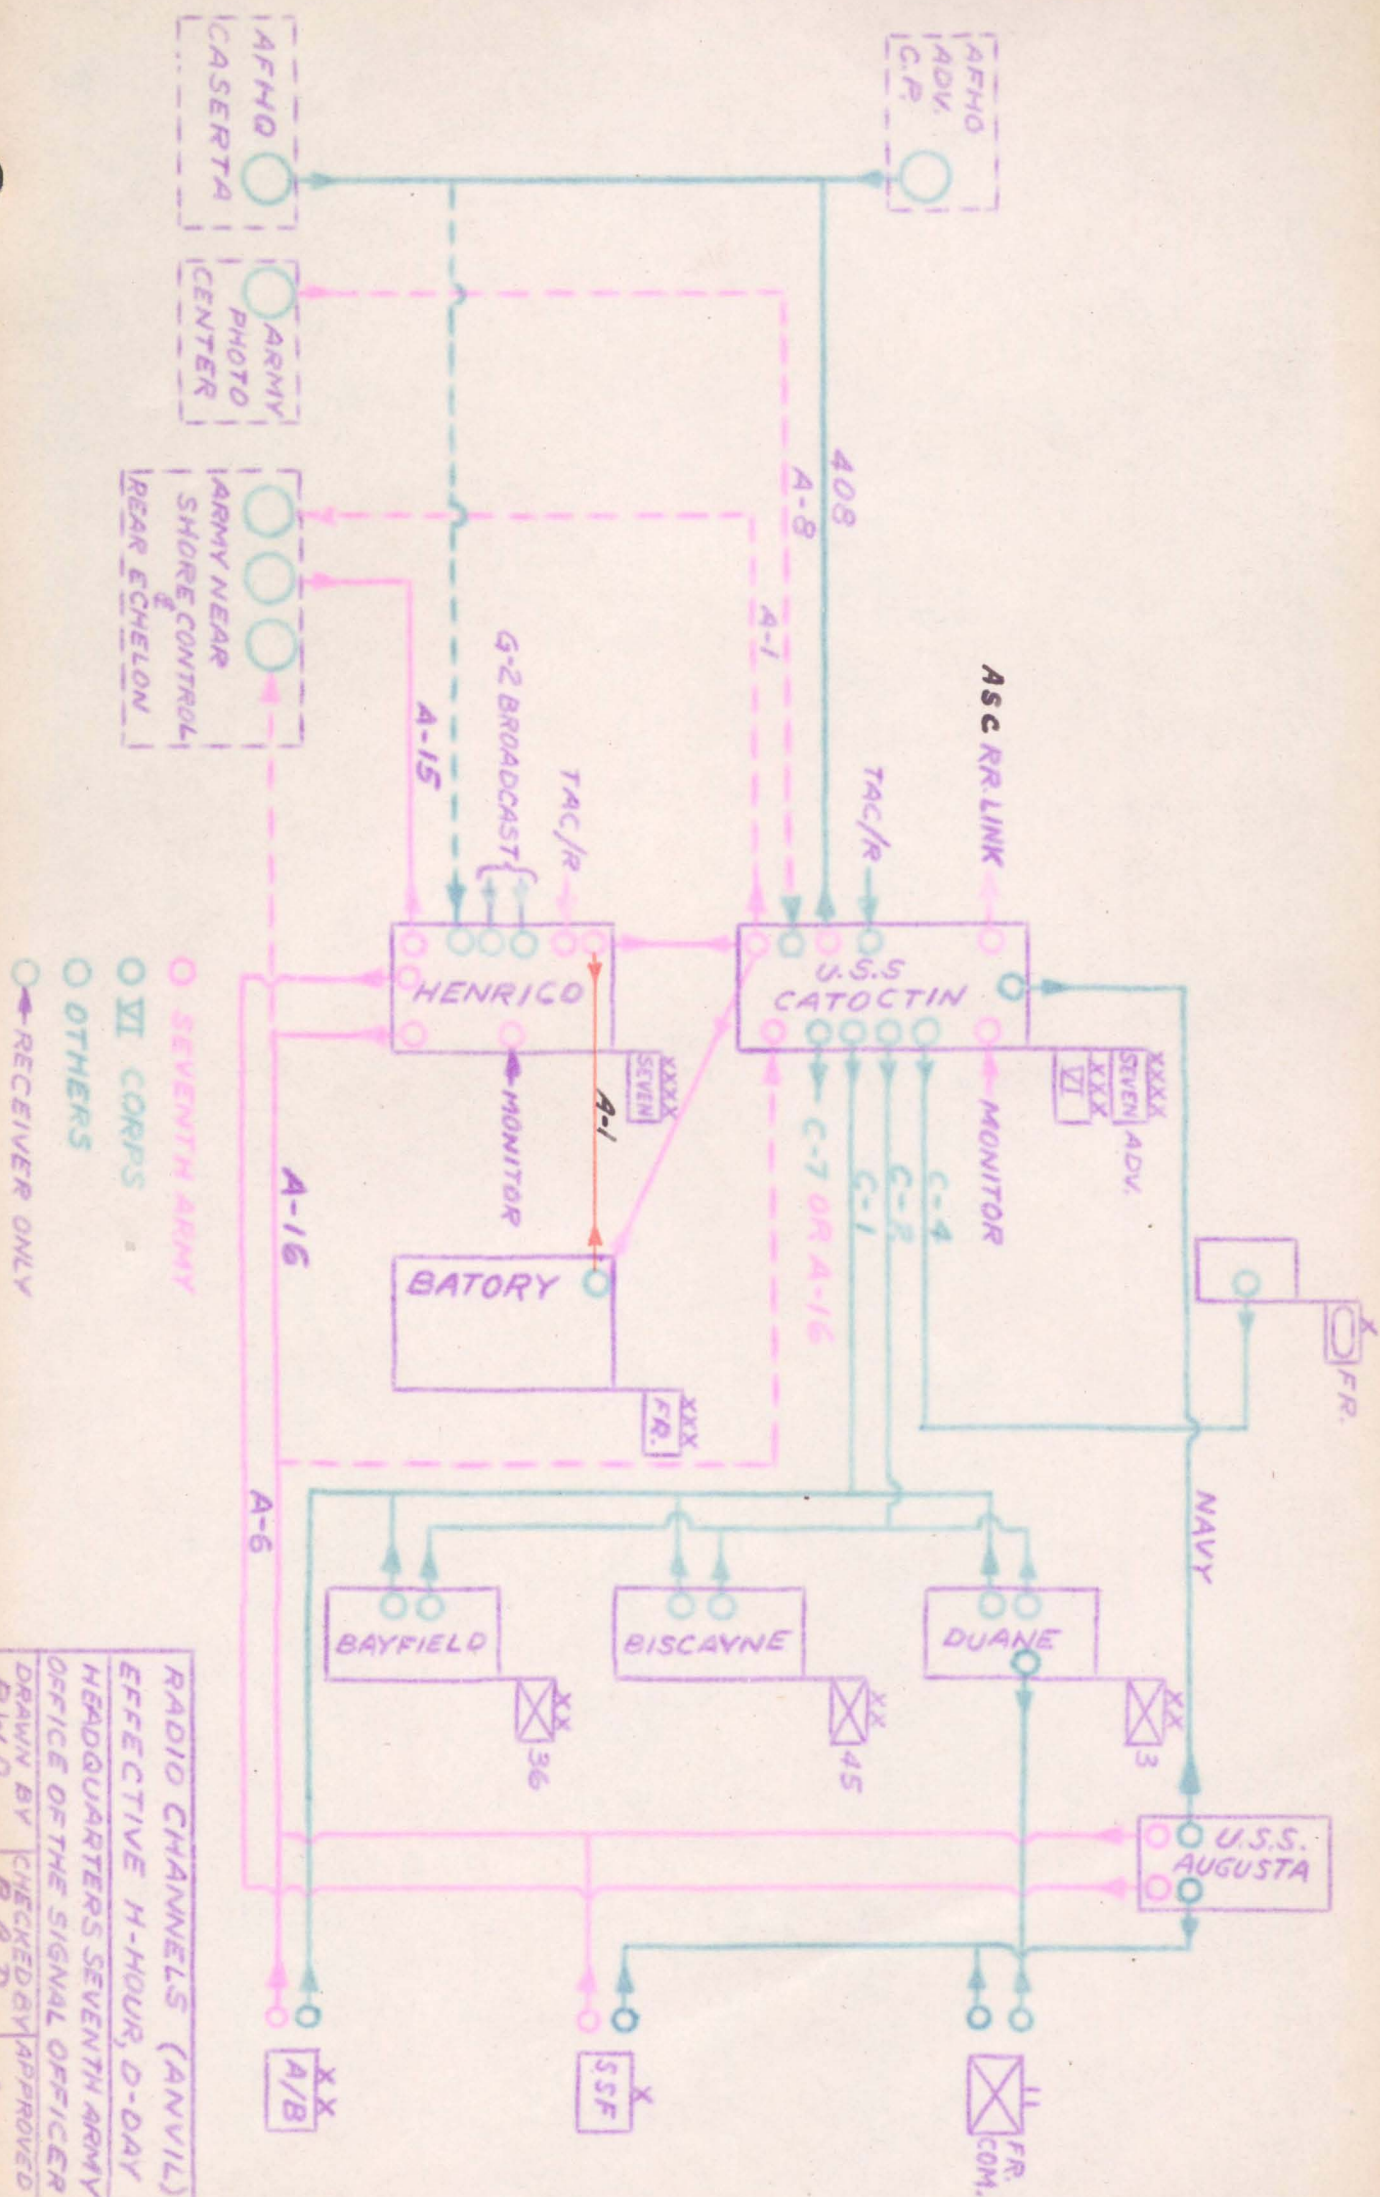 AFHQ
ADV.
C.P.
AFHQ
CASERTA
ARMY
PHOTO
CENTER
ARMY NEAR
SHORE CONTROL
&
REAR ECHELON
408
A-8
A-1
A-15
G-2 BROADCAST
TAC/R
TAC/R
ASC RR. LINK
HENRICO
U.S.S
CATOCTIN
XXXX
SEVEN
XXXX
SEVEN ADV.
XXX
VI
MONITOR
MONITOR
A-1
C-7 OR A-16
C-1
C-2
C-4
BATORY
XXX
FR.
X
FR.
A-16
A-6
NAVY
BAYFIELD
XX
36
BISCAYNE
XX
45
DUANE
XX
3
U.S.S.
AUGUSTA
XX
A/B
X
SSF
II
FR.
COM.
SEVENTH ARMY
VI CORPS
OTHERS
RECEIVER ONLY
RADIO CHANNELS (ANVIL)
EFFECTIVE H-HOUR, D-DAY
HEADQUARTERS SEVENTH ARMY
OFFICE OF THE SIGNAL OFFICER
DRAWN BY CHECKED BY APPROVED